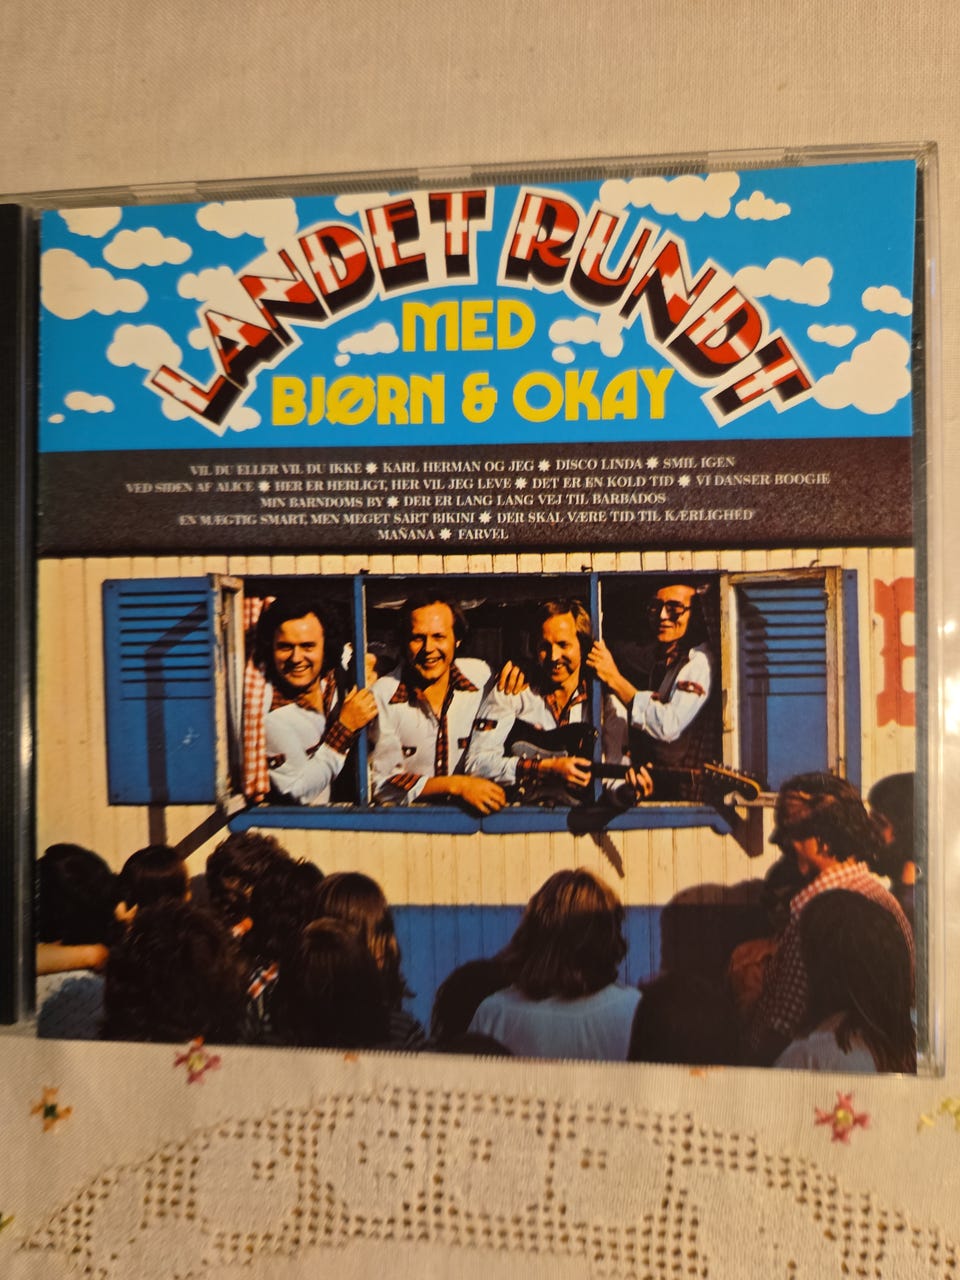 LANDET RUNDT
MED
BJØRN & OKAY
VIL DU ELLER VIL DU IKKE ✸ KARL HERMAN OG JEG ✸ DISCO LINDA ✸ SMIL IGEN
VED SIDEN AF ALICE ✸ HER ER HERLIGT, HER VIL JEG LEVE ✸ DET ER EN KOLD TID ✸ VI DANSER BOOGIE
MIN BARNDOMS BY ✸ DER ER LANG LANG VEJ TIL BARBADOS
EN MÆGTIG SMART, MEN MEGET SART BIKINI ✸ DER SKAL VÆRE TID TIL KÆRLIGHED
MAÑANA ✸ FARVEL